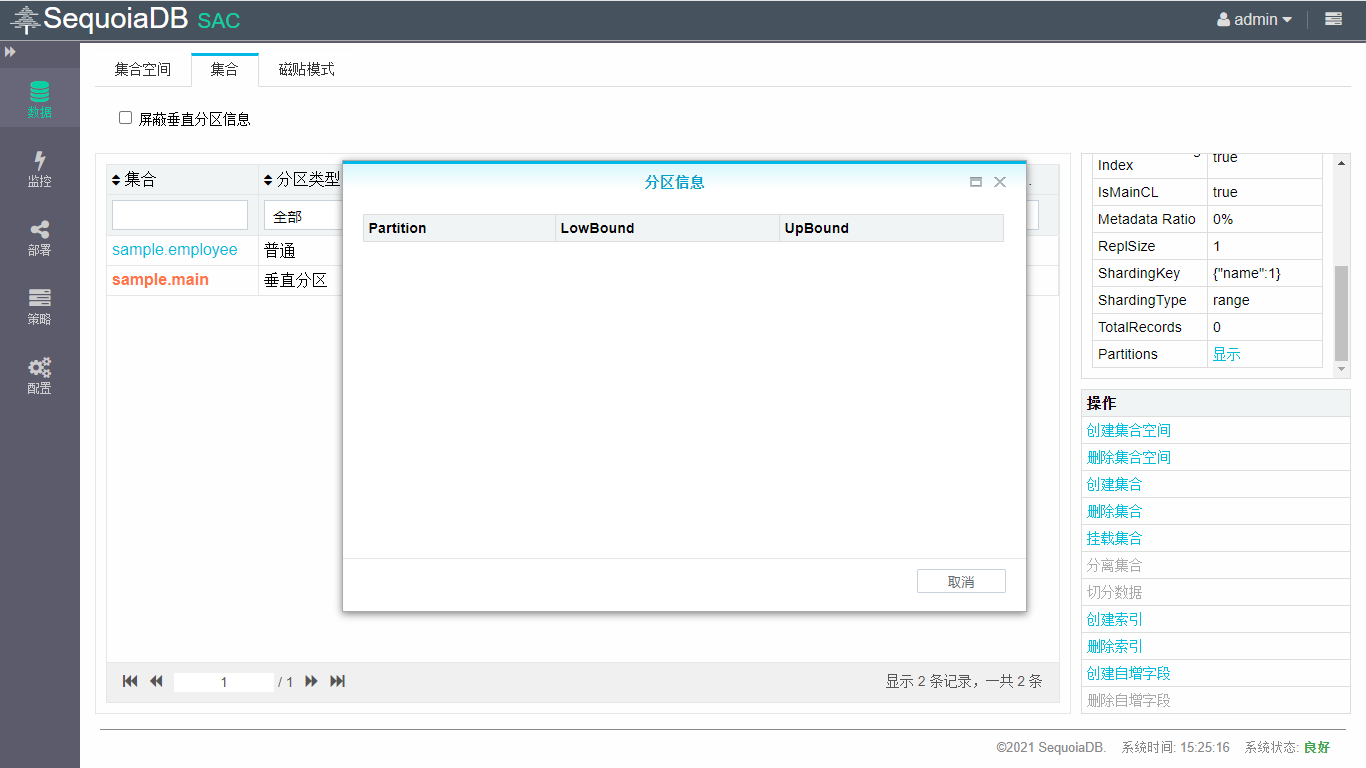 SequoiaDB SAC
admin
集合空间 集合 磁贴模式
数据
监控
部署
策略
配置
屏蔽垂直分区信息
集合 分区类型
全部
sample.employee 普通
sample.main 垂直分区
分区信息
Partition LowBound UpBound
取消
1 / 1 显示 2 条记录，一共 2 条
Index true
IsMainCL true
Metadata Ratio 0%
ReplSize 1
ShardingKey {"name":1}
ShardingType range
TotalRecords 0
Partitions 显示
操作
创建集合空间
删除集合空间
创建集合
删除集合
挂载集合
分离集合
切分数据
创建索引
删除索引
创建自增字段
删除自增字段
©2021 SequoiaDB. 系统时间: 15:25:16 系统状态: 良好